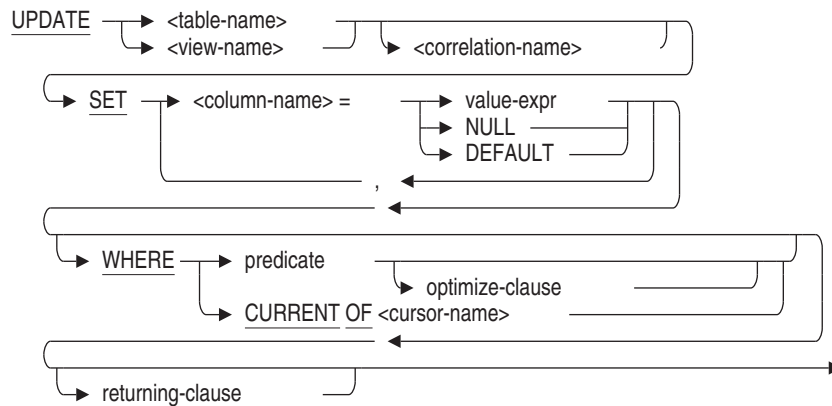 UPDATE <table-name>
<view-name> <correlation-name>
SET <column-name> = value-expr
NULL
DEFAULT
,
WHERE predicate
optimize-clause
CURRENT OF <cursor-name>
returning-clause